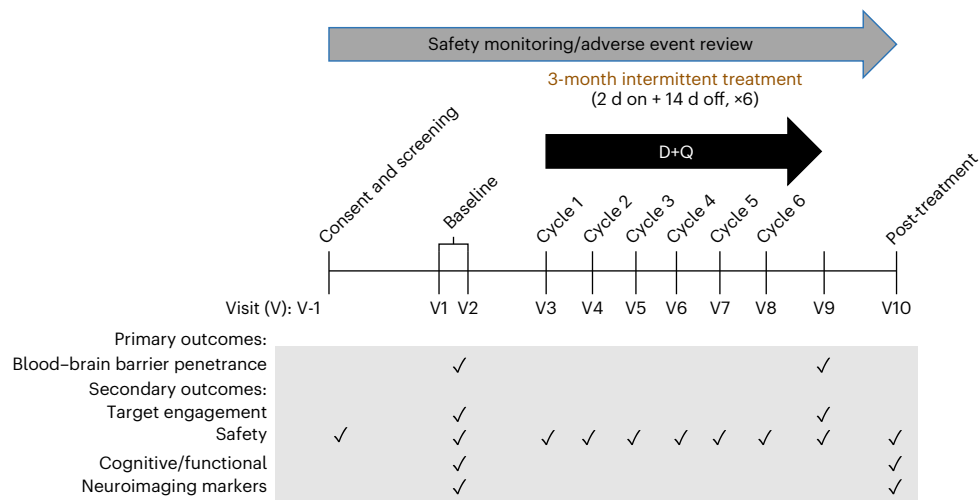 Safety monitoring/adverse event review
3-month intermittent treatment
(2 d on + 14 d off, ×6)
D+Q
Consent and screening
Baseline
Cycle 1
Cycle 2
Cycle 3
Cycle 4
Cycle 5
Cycle 6
Post-treatment
Visit (V): V-1 V1 V2 V3 V4 V5 V6 V7 V8 V9 V10
Primary outcomes:
Blood–brain barrier penetrance ✓ ✓
Secondary outcomes:
Target engagement ✓ ✓
Safety ✓ ✓ ✓ ✓ ✓ ✓ ✓ ✓ ✓ ✓
Cognitive/functional ✓ ✓
Neuroimaging markers ✓ ✓